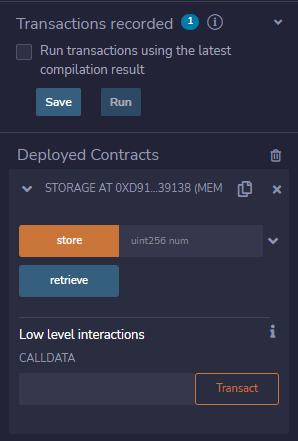 Transactions recorded 1 i
Run transactions using the latest
compilation result
Save Run
Deployed Contracts
STORAGE AT 0XD91...39138 (MEM
store uint256 num
retrieve
Low level interactions i
CALLDATA
Transact